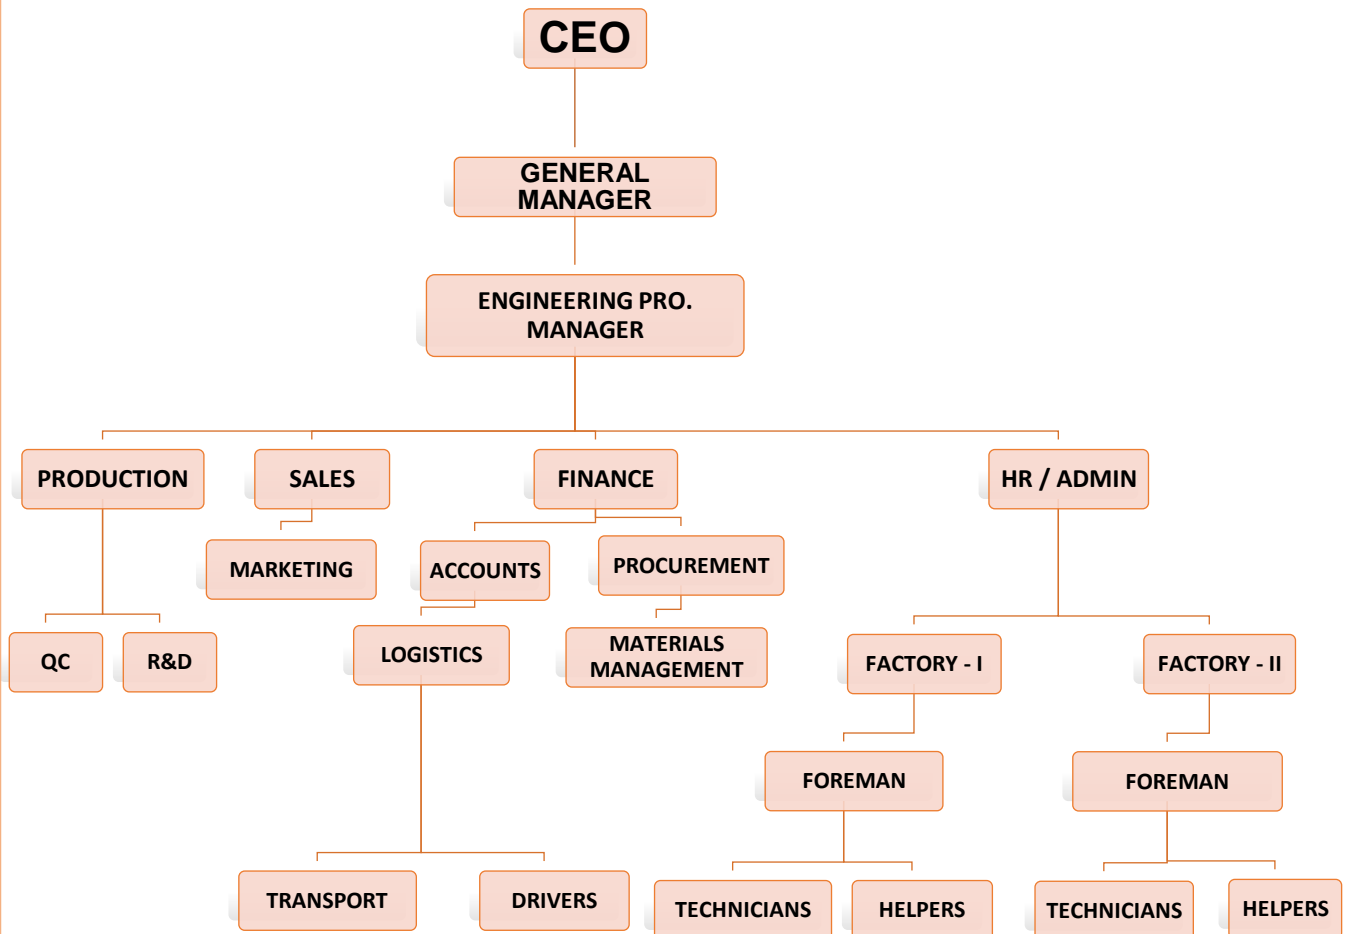 CEO
GENERAL
MANAGER
ENGINEERING PRO.
MANAGER
PRODUCTION
SALES
FINANCE
HR / ADMIN
MARKETING
ACCOUNTS
PROCUREMENT
QC
R&D
LOGISTICS
MATERIALS
MANAGEMENT
FACTORY - I
FACTORY - II
FOREMAN
FOREMAN
TRANSPORT
DRIVERS
TECHNICIANS
HELPERS
TECHNICIANS
HELPERS